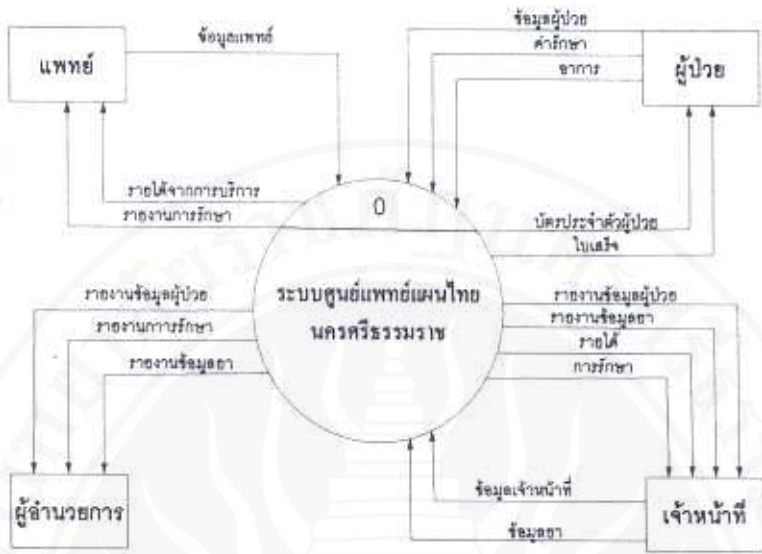 ข้อมูลผู้ป่วย
ข้อมูลแพทย์
ค่ารักษา
แพทย์
อาการ
ผู้ป่วย
รายได้จากการบริการ
0
รายงานการรักษา
บัตรประจำตัวผู้ป่วย
ใบเสร็จ
ระบบศูนย์แพทย์แผนไทย
นครศรีธรรมราช
รายงานข้อมูลผู้ป่วย
รายงานการรักษา
รายงานข้อมูลยา
รายงานข้อมูลผู้ป่วย
รายงานข้อมูลยา
รายได้
การรักษา
ผู้อำนวยการ
ข้อมูลเจ้าหน้าที่
ข้อมูลยา
เจ้าหน้าที่